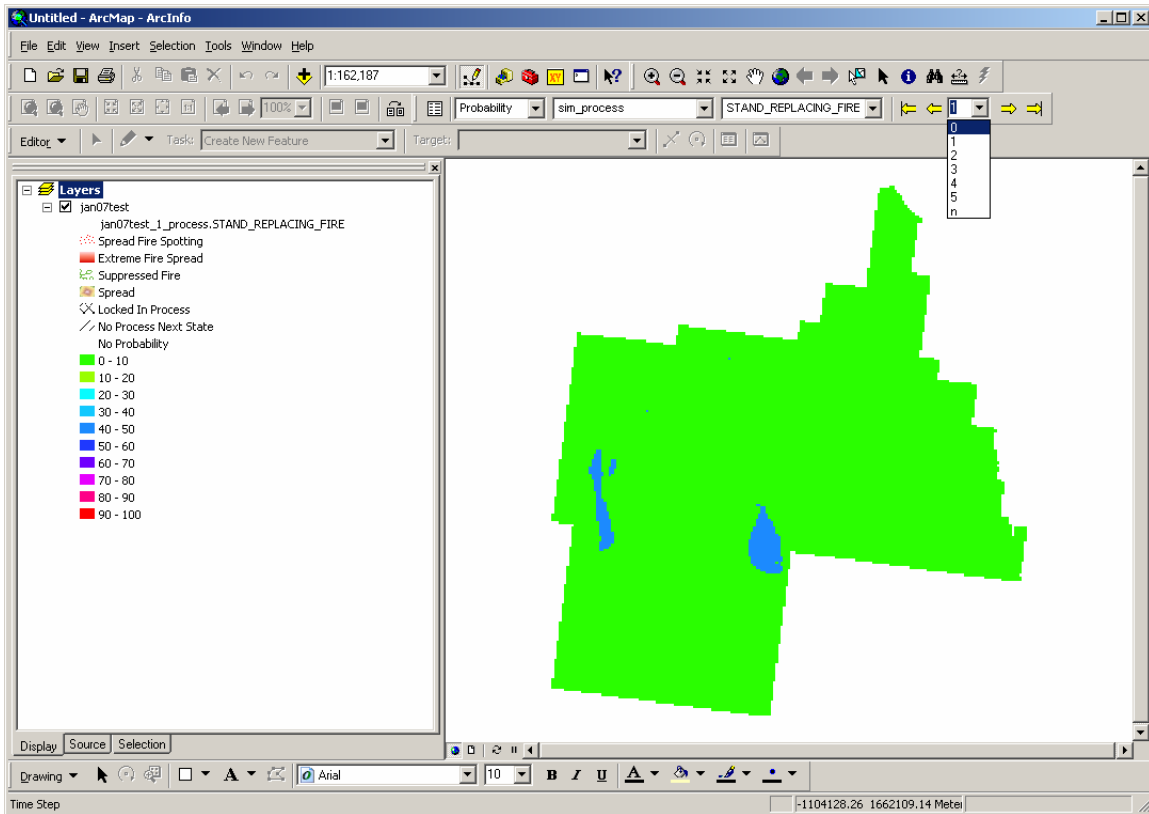 Untitled - ArcMap - ArcInfo
File Edit View Insert Selection Tools Window Help
1:162,187
100% Probability sim_process STAND_REPLACING_FIRE 1
Editor Task: Create New Feature Target:
0
1
2
3
4
5
n
Layers
jan07test
jan07test_1_process.STAND_REPLACING_FIRE
Spread Fire Spotting
Extreme Fire Spread
Suppressed Fire
Spread
Locked In Process
No Process Next State
No Probability
0 - 10
10 - 20
20 - 30
30 - 40
40 - 50
50 - 60
60 - 70
70 - 80
80 - 90
90 - 100
Display Source Selection
Drawing A Arial 10 B I U A
Time Step -1104128.26 1662109.14 Meter